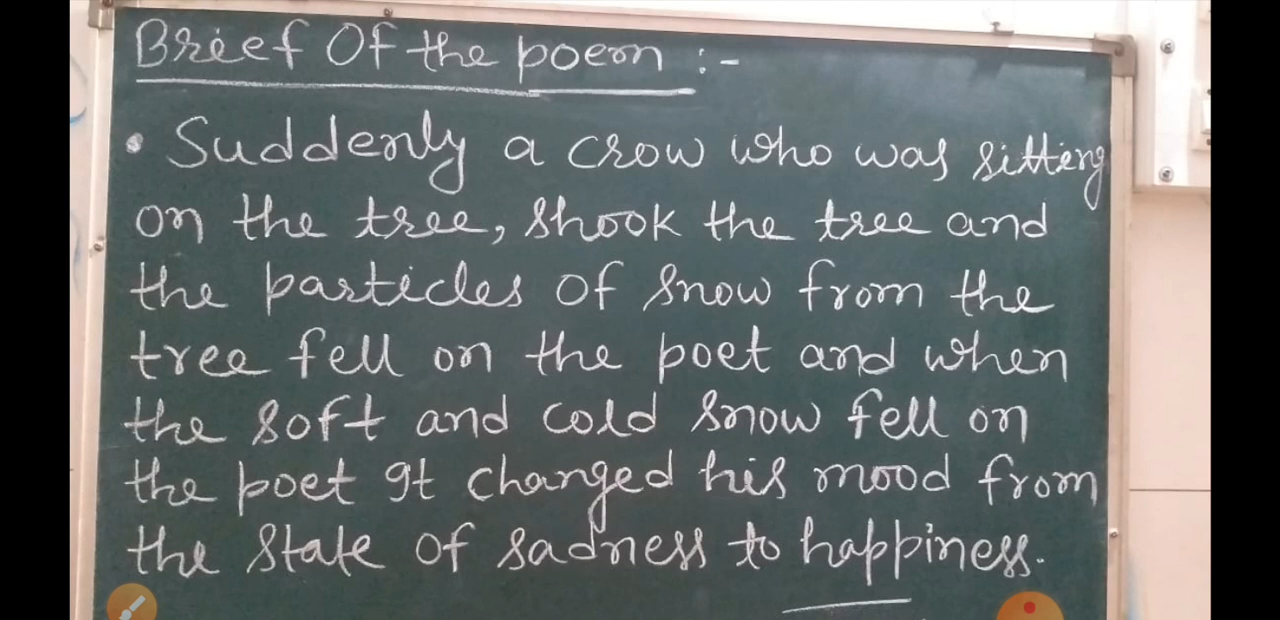 Brief Of the poem :-
• Suddenly a crow who was sitting
on the tree, shook the tree and
the particles of snow from the
tree fell on the poet and when
the soft and cold snow fell on
the poet It changed his mood from
the state of sadness to happiness.